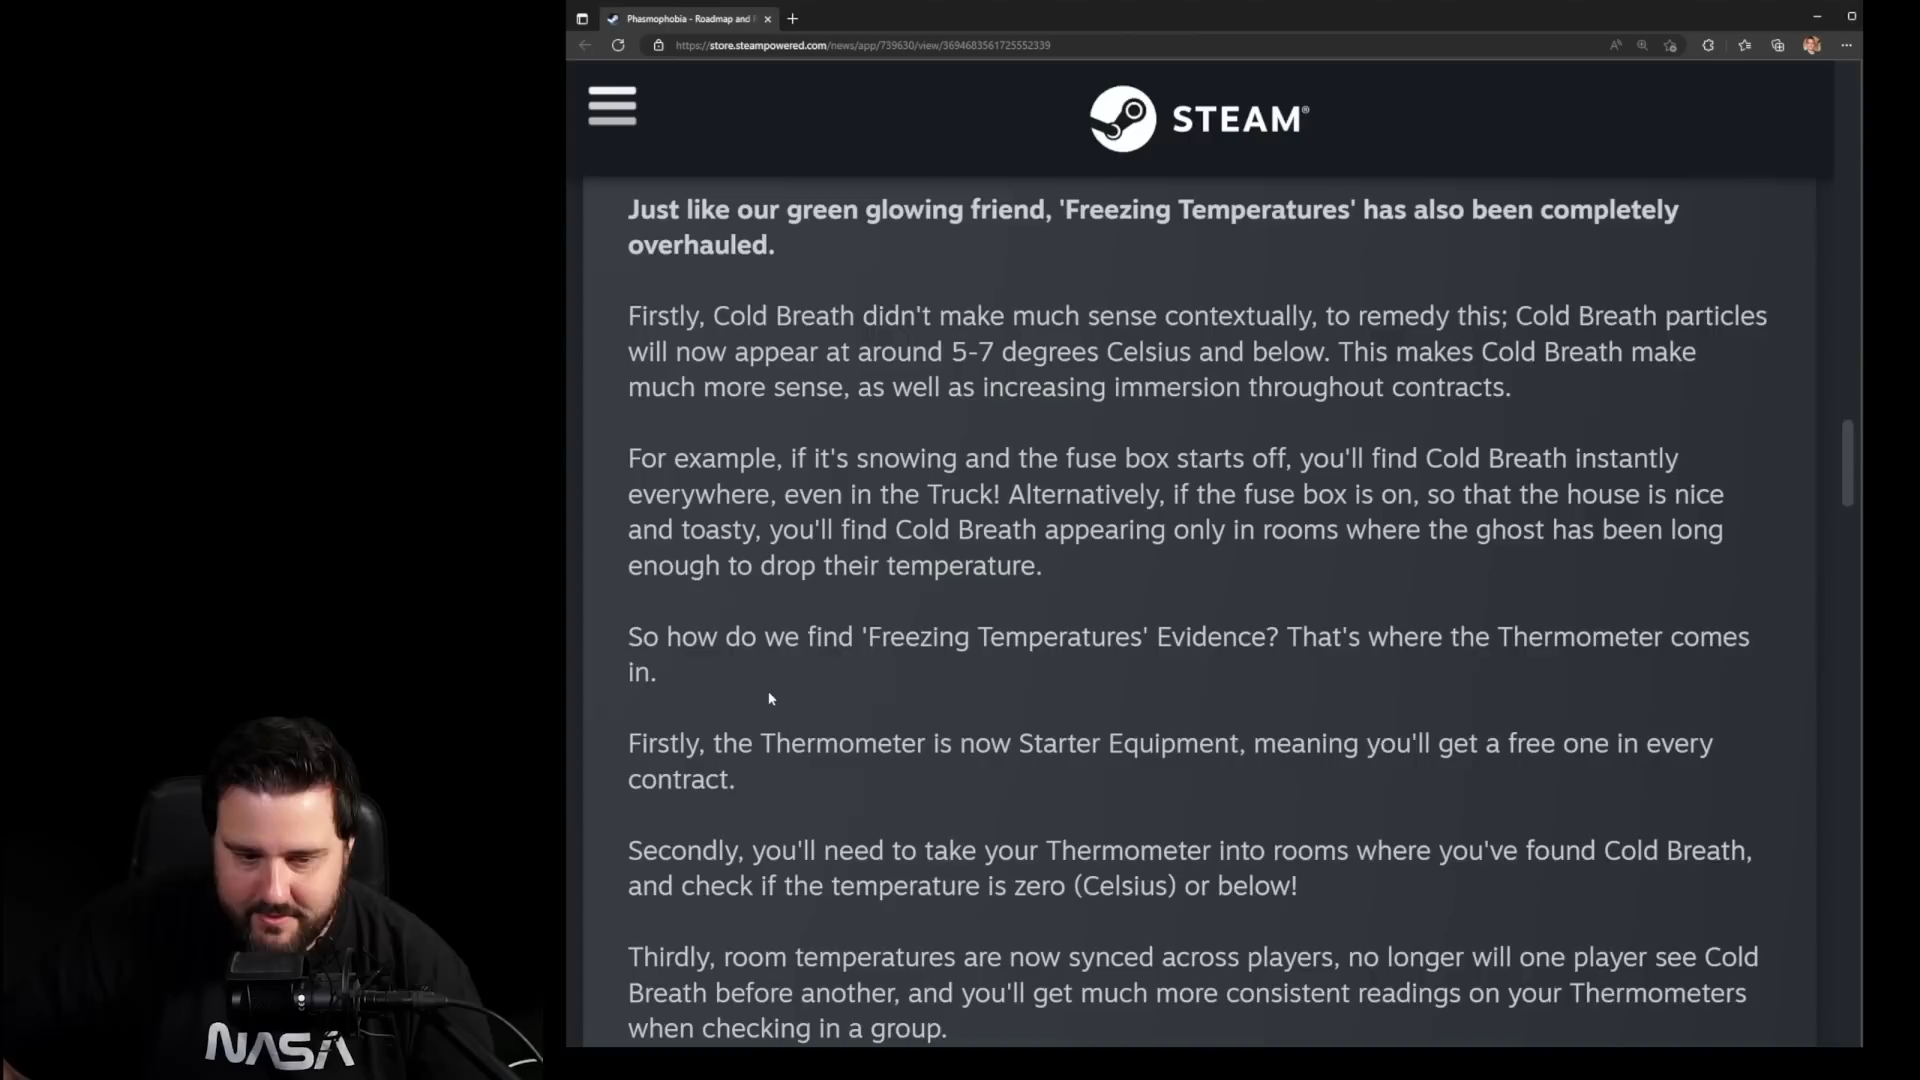 Phasmophobia - Roadmap and
https://store.steampowered.com/news/app/739630/view/3694683561725552339
STEAM®
Just like our green glowing friend, 'Freezing Temperatures' has also been completely
overhauled.
Firstly, Cold Breath didn't make much sense contextually, to remedy this; Cold Breath particles
will now appear at around 5-7 degrees Celsius and below. This makes Cold Breath make
much more sense, as well as increasing immersion throughout contracts.
For example, if it's snowing and the fuse box starts off, you'll find Cold Breath instantly
everywhere, even in the Truck! Alternatively, if the fuse box is on, so that the house is nice
and toasty, you'll find Cold Breath appearing only in rooms where the ghost has been long
enough to drop their temperature.
So how do we find 'Freezing Temperatures' Evidence? That's where the Thermometer comes
in.
Firstly, the Thermometer is now Starter Equipment, meaning you'll get a free one in every
contract.
Secondly, you'll need to take your Thermometer into rooms where you've found Cold Breath,
and check if the temperature is zero (Celsius) or below!
Thirdly, room temperatures are now synced across players, no longer will one player see Cold
Breath before another, and you'll get much more consistent readings on your Thermometers
when checking in a group.
NASA